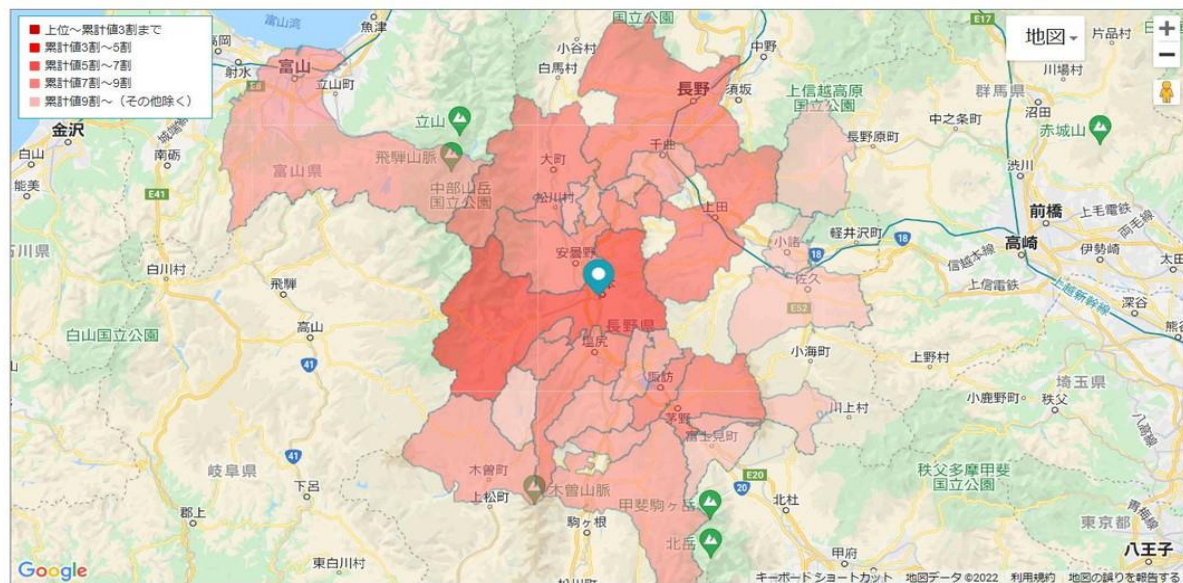 上位～累計値3割まで
累計値3割～5割
累計値5割～7割
累計値7割～9割
累計値9割～（その他除く）
地図
富山湾
魚津
高岡
射水
富山
立山町
E8
金沢
白山
能美
城端線
南砺
E41
富山県
立山
飛騨山脈
中部山岳
国立公園
国立公園
小谷村
白馬村
中野
長野
須坂
上信越高原
国立公園
千曲
大町
松川村
上田
安曇野
長野県
塩尻
諏訪
茅野
富士見町
E17
片品村
川場村
群馬県
沼田
中之条町
長野原町
赤城山
渋川
前橋
上毛電鉄
両毛線
軽井沢町
18
高崎
伊勢崎
信越本線
太田
小諸
18
佐久
上信電鉄
上越新幹線
深谷
熊谷
E52
小海町
上野村
埼玉県
小鹿野町
秩父
八高線
川上村
石川県
白川村
飛騨
白山国立公園
高山
41
岐阜県
41
下呂
郡上
東白川村
木曽町
上松町
木曽山脈
駒ヶ根
松川町
甲斐駒ヶ岳
北岳
E20
20
北杜
甲府
秩父多摩甲斐
国立公園
青梅線
東京都
八王子
Google
キーボード ショートカット
地図データ ©2022
利用規約
地図の誤りを報告する